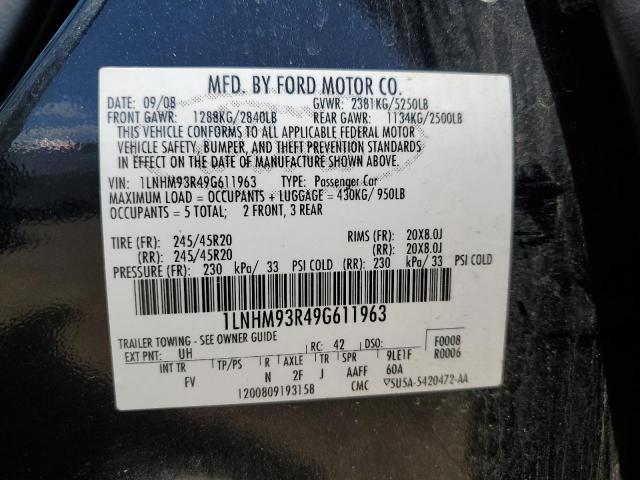 MFD. BY FORD MOTOR CO.
DATE: 09/08 GVWR: 2381KG/5250LB
FRONT GAWR: 1288KG/2840LB REAR GAWR: 1134KG/2500LB
THIS VEHICLE CONFORMS TO ALL APPLICABLE FEDERAL MOTOR
VEHICLE SAFETY, BUMPER, AND THEFT PREVENTION STANDARDS
IN EFFECT ON THE DATE OF MANUFACTURE SHOWN ABOVE.
VIN: 1LNHM93R49G611963 TYPE: Passenger Car
MAXIMUM LOAD = OCCUPANTS + LUGGAGE = 430KG/ 950LB
OCCUPANTS = 5 TOTAL; 2 FRONT, 3 REAR
TIRE (FR): 245/45R20 RIMS (FR): 20X8.0J
(RR): 245/45R20 (RR): 20X8.0J
PRESSURE (FR): 230 kPa/ 33 PSI COLD (RR): 230 kPa/ 33 PSI COLD
1LNHM93R49G611963
TRAILER TOWING - SEE OWNER GUIDE
EXT PNT: UH RC: 42 DSO: F0008
INT TR TP/PS R AXLE TR SPR 9LE1F R0006
FV N 2F J AAFF 60A
1200809193158 CMC ▽5U5A-5420472-AA